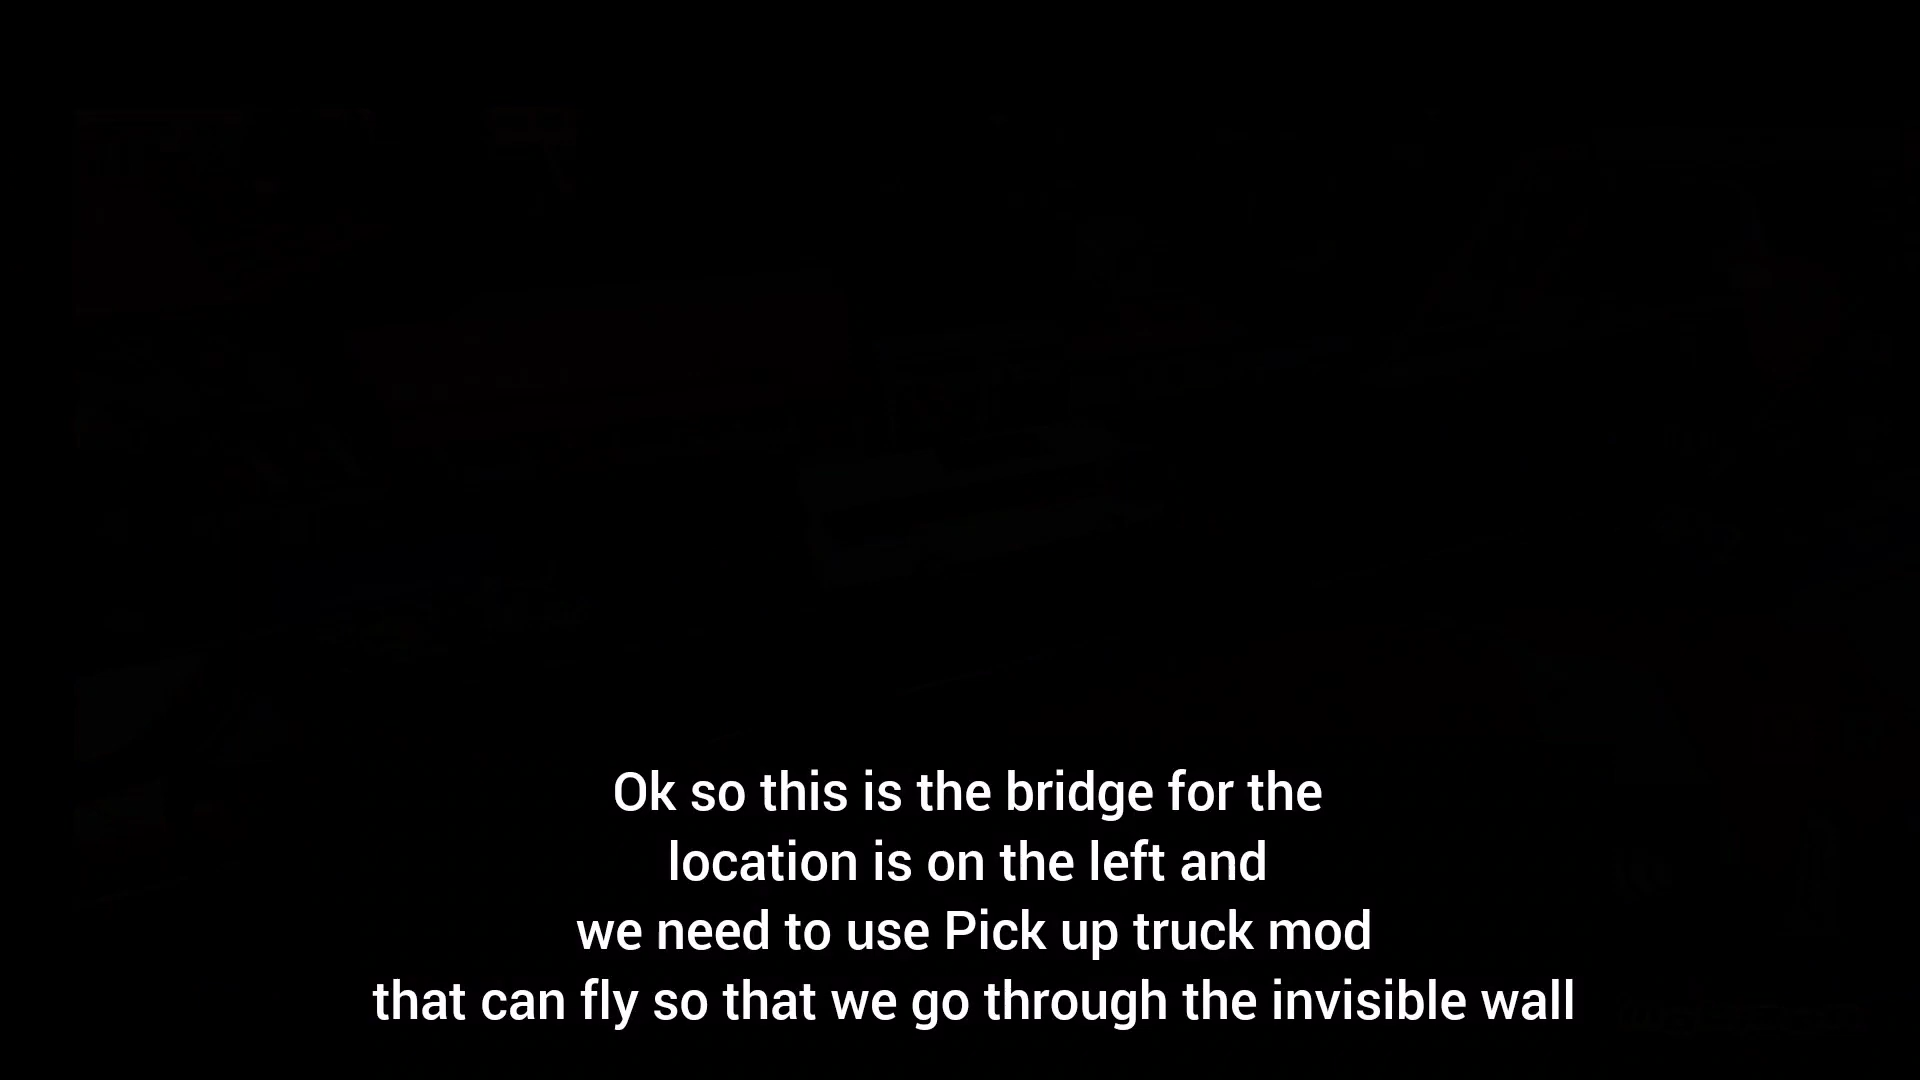 Ok so this is the bridge for the
location is on the left and
we need to use Pick up truck mod
that can fly so that we go through the invisible wall